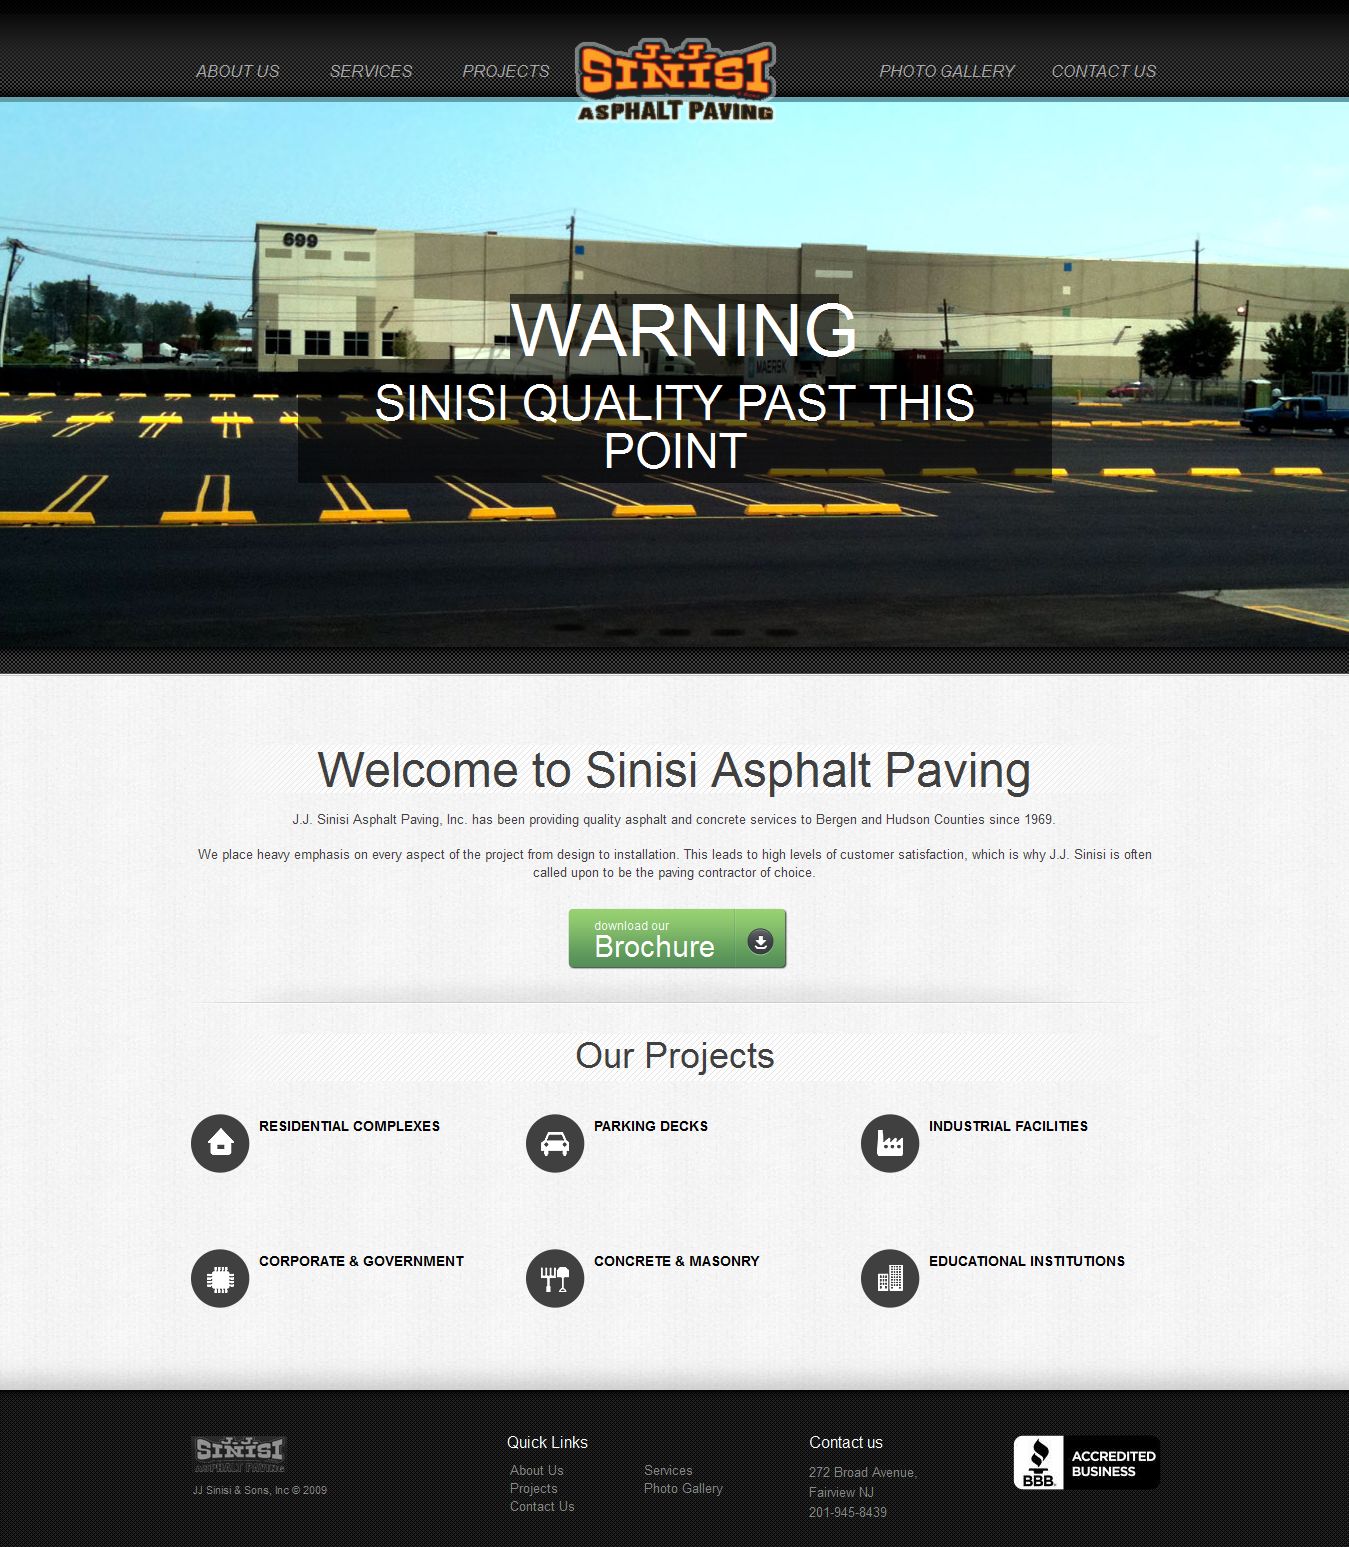 ABOUT US
SERVICES
PROJECTS
J.J.
SINISI
ASPHALT PAVING
PHOTO GALLERY
CONTACT US
699
WARNING
MAERSK
SINISI QUALITY PAST THIS
POINT
Welcome to Sinisi Asphalt Paving
J.J. Sinisi Asphalt Paving, Inc. has been providing quality asphalt and concrete services to Bergen and Hudson Counties since 1969.
We place heavy emphasis on every aspect of the project from design to installation. This leads to high levels of customer satisfaction, which is why J.J. Sinisi is often
called upon to be the paving contractor of choice.
download our
Brochure
Our Projects
RESIDENTIAL COMPLEXES
PARKING DECKS
INDUSTRIAL FACILITIES
CORPORATE & GOVERNMENT
CONCRETE & MASONRY
EDUCATIONAL INSTITUTIONS
J.J.
SINISI
ASPHALT PAVING
JJ Sinisi & Sons, Inc © 2009
Quick Links
About Us
Services
Projects
Photo Gallery
Contact Us
Contact us
272 Broad Avenue,
Fairview NJ
201-945-8439
BBB.
ACCREDITED
BUSINESS